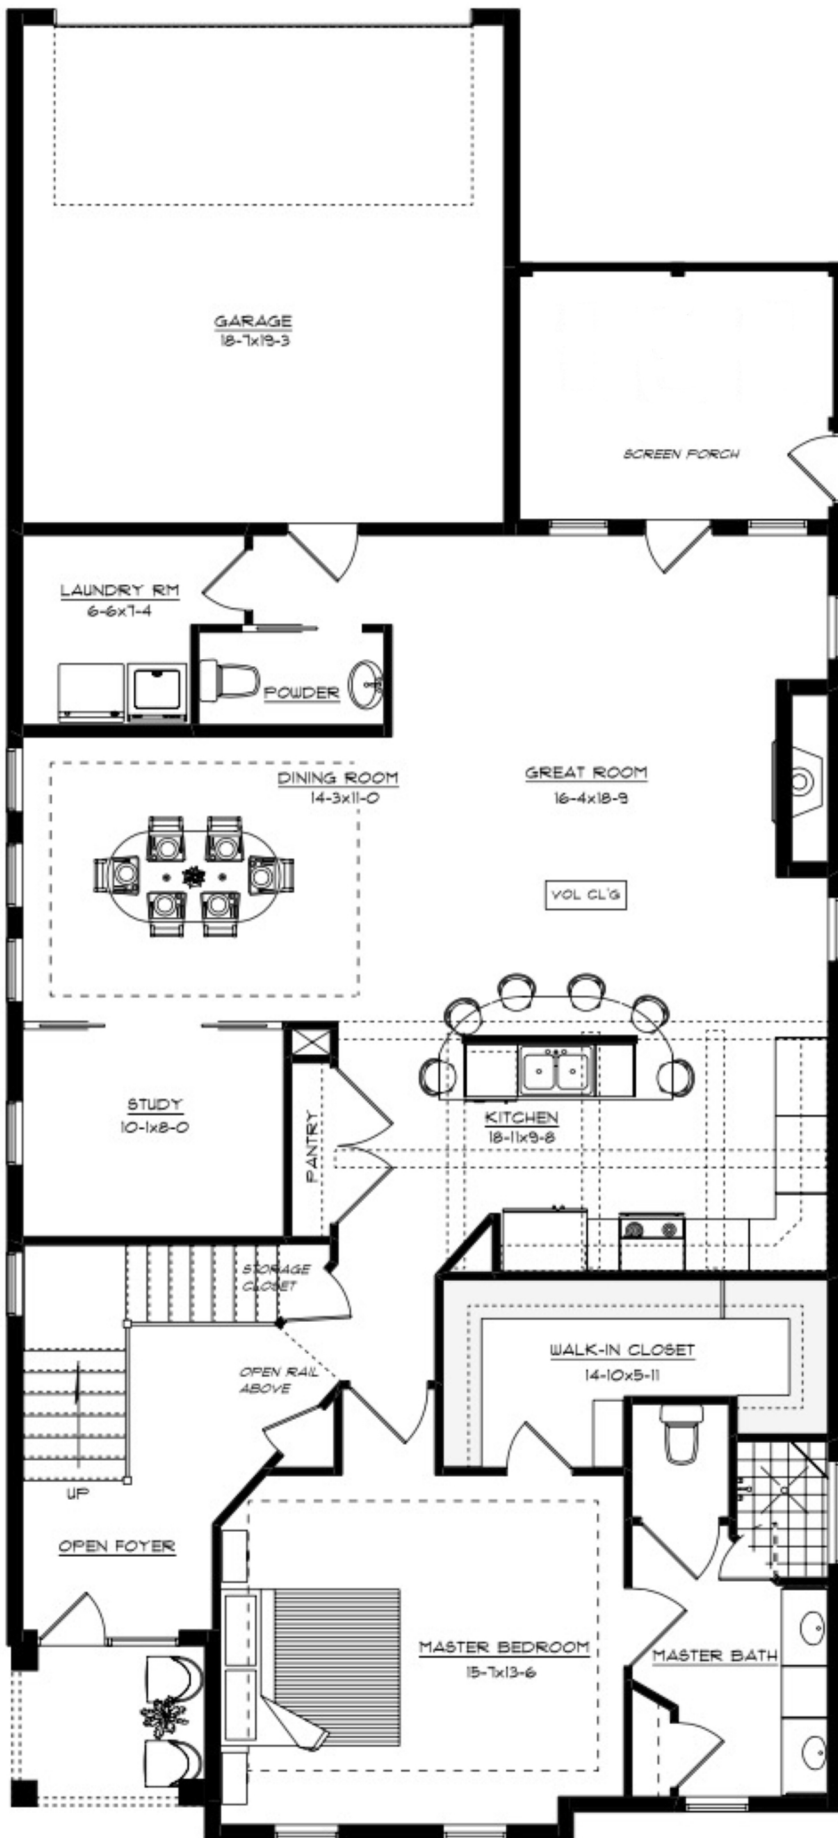 GARAGE
18-7x19-3
SCREEN PORCH
LAUNDRY RM
6-6x7-4
POWDER
DINING ROOM
14-3x11-0
GREAT ROOM
16-4x18-9
VOL CL'G
STUDY
10-1x8-0
PANTRY
KITCHEN
18-11x9-8
STORAGE
CLOSET
OPEN RAIL
ABOVE
WALK-IN CLOSET
14-10x5-11
UP
OPEN FOYER
MASTER BEDROOM
15-7x13-6
MASTER BATH